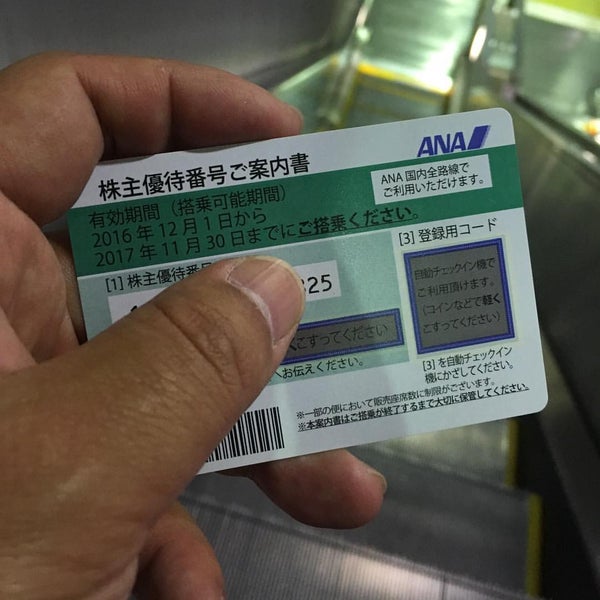 ANA
株主優待番号ご案内書
ANA 国内全路線で
ご利用いただけます。
有効期間（搭乗可能期間）
2016 年 12 月 1 日から
2017 年 11 月 30 日までにご搭乗ください。
[1] 株主優待番号
325
こすってください
お伝えください。
[3] 登録用コード
自動チェックイン機で
ご利用頂けます。
（コインなどで軽く
こすってください）
[3] を自動チェックイン
機にかざしてください。
※一部の便において販売座席数に制限がございます。
※本案内書はご搭乗が終了するまで大切に保管してください。